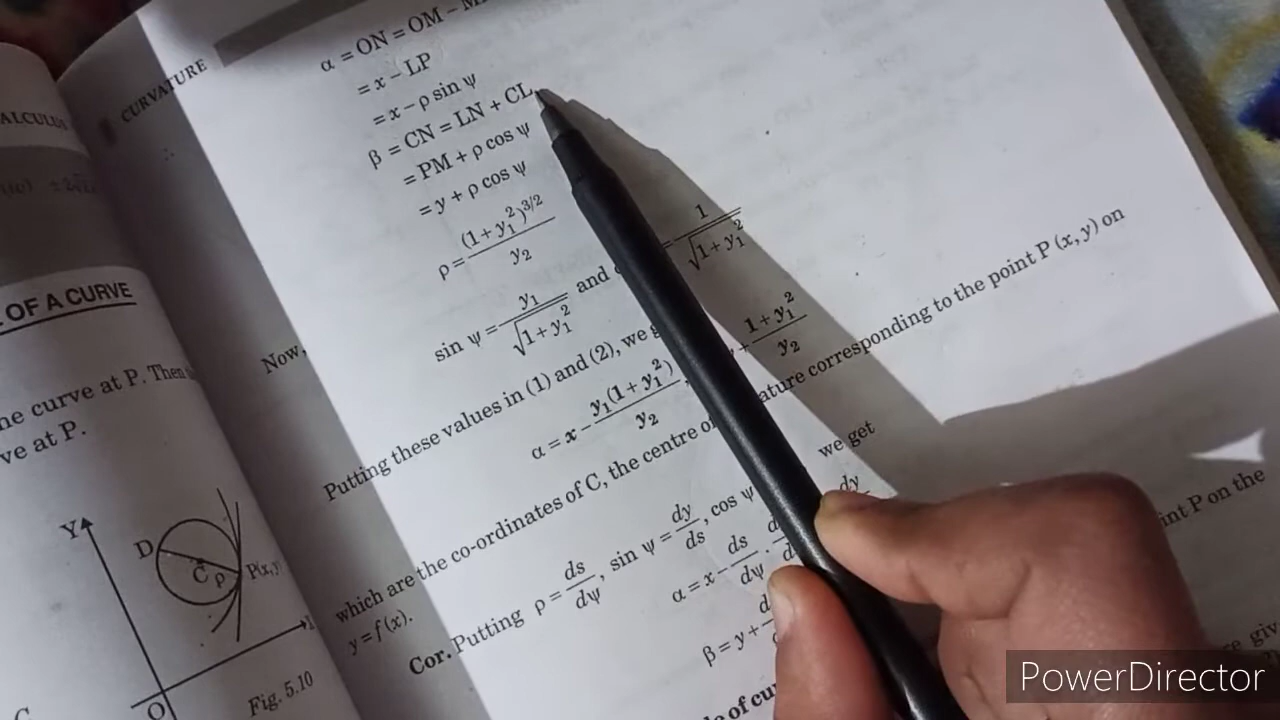 ALCULUS
OF A CURVE
he curve at P. Then
ve at P.
Y
D
C
ρ
P(x, y)
O
Fig. 5.10
CURVATURE
α = ON = OM –
= x – LP
= x – ρ sin ψ
β = CN = LN + CL
= PM + ρ cos ψ
= y + ρ cos ψ
Now, ρ = (1 + y₁²)^3/2 / y₂
sin ψ = y₁ / √(1 + y₁²) and = 1 / √(1 + y₁²)
Putting these values in (1) and (2), we
α = x – y₁(1 + y₁²) / y₂, + (1 + y₁²) / y₂
which are the co-ordinates of C, the centre of ature corresponding to the point P (x, y) on
y = f (x).
Cor. Putting ρ = ds/dψ, sin ψ = dy/ds, cos ψ we get
α = x – ds/dψ · dy
β = y +
int P on the
PowerDirector